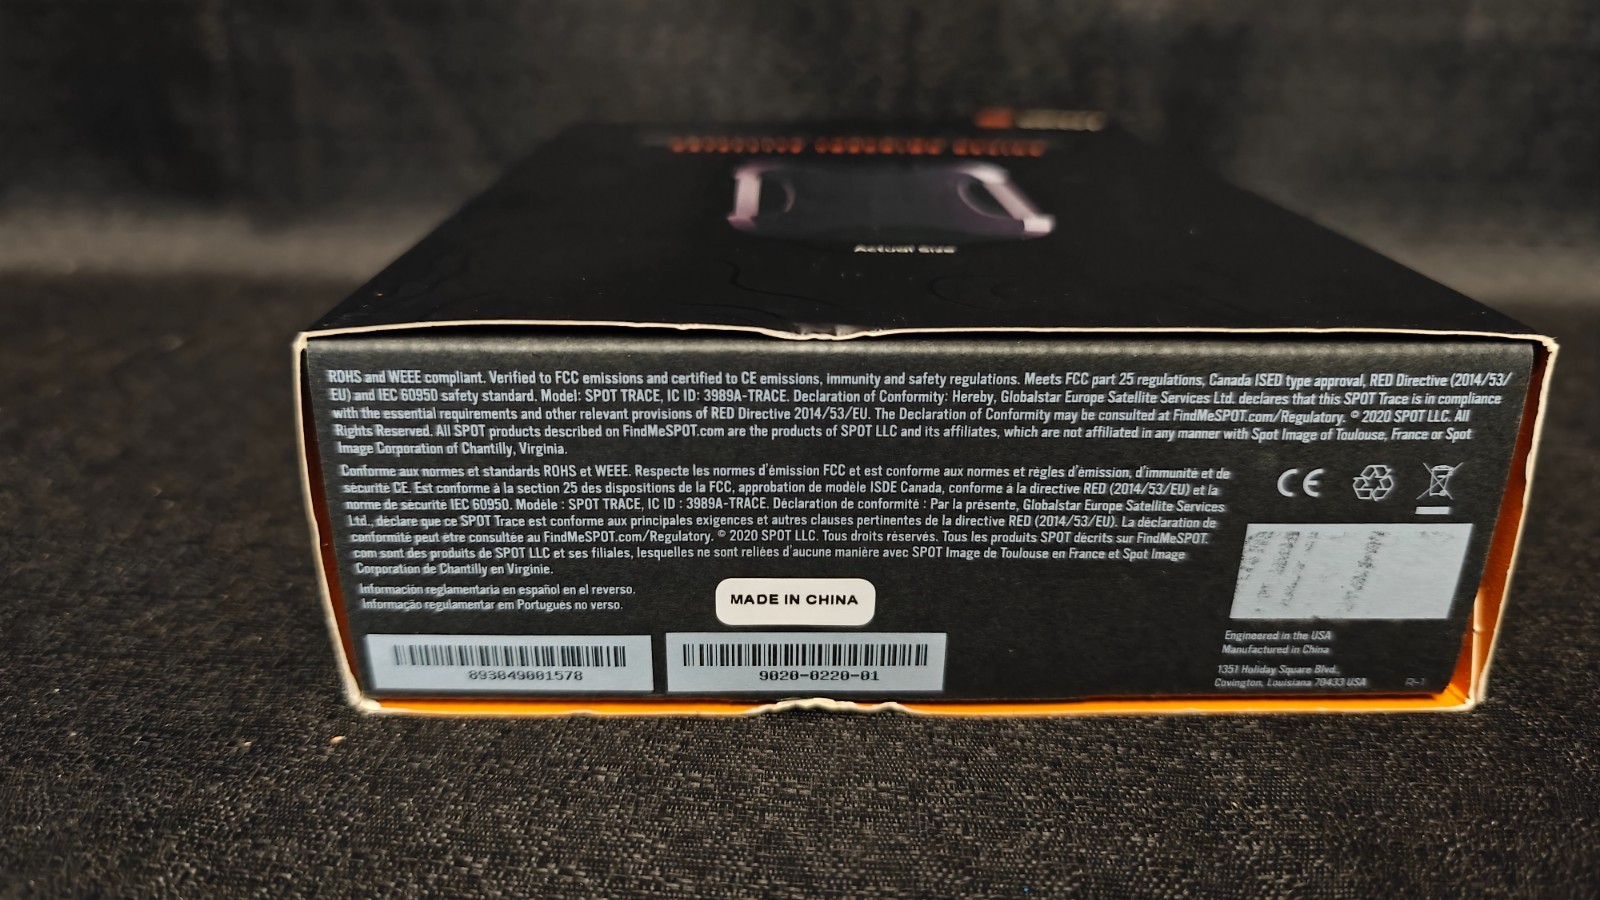 Actual Size
ROHS and WEEE compliant. Verified to FCC emissions and certified to CE emissions, immunity and safety regulations. Meets FCC part 25 regulations, Canada ISED type approval, RED Directive (2014/53/
EU) and IEC 60950 safety standard. Model: SPOT TRACE, IC ID: 3989A-TRACE. Declaration of Conformity: Hereby, Globalstar Europe Satellite Services Ltd. declares that this SPOT Trace is in compliance
with the essential requirements and other relevant provisions of RED Directive 2014/53/EU. The Declaration of Conformity may be consulted at FindMeSPOT.com/Regulatory. © 2020 SPOT LLC. All
Rights Reserved. All SPOT products described on FindMeSPOT.com are the products of SPOT LLC and its affiliates, which are not affiliated in any manner with Spot Image of Toulouse, France or Spot
Image Corporation of Chantilly, Virginia.
Conforme aux normes et standards ROHS et WEEE. Respecte les normes d'émission FCC et est conforme aux normes et règles d'émission, d'immunité et de
sécurité CE. Est conforme à la section 25 des dispositions de la FCC, approbation de modèle ISDE Canada, conforme à la directive RED (2014/53/EU) et la
norme de sécurité IEC 60950. Modèle : SPOT TRACE, IC ID : 3989A-TRACE. Déclaration de conformité : Par la présente, Globalstar Europe Satellite Services
Ltd., déclare que ce SPOT Trace est conforme aux principales exigences et autres clauses pertinentes de la directive RED (2014/53/EU). La déclaration de
conformité peut être consultée au FindMeSPOT.com/Regulatory. © 2020 SPOT LLC. Tous droits réservés. Tous les produits SPOT décrits sur FindMeSPOT.
com sont des produits de SPOT LLC et ses filiales, lesquelles ne sont reliées d'aucune manière avec SPOT Image de Toulouse en France et Spot Image
Corporation de Chantilly en Virginie.
Información reglamentaria en español en el reverso.
Informação regulamentar em Português no verso.
CE
MADE IN CHINA
893049001578
9020-0220-01
Engineered in the USA
Manufactured in China
1351 Holiday Square Blvd.,
Covington, Louisiana 70433 USA
R-1